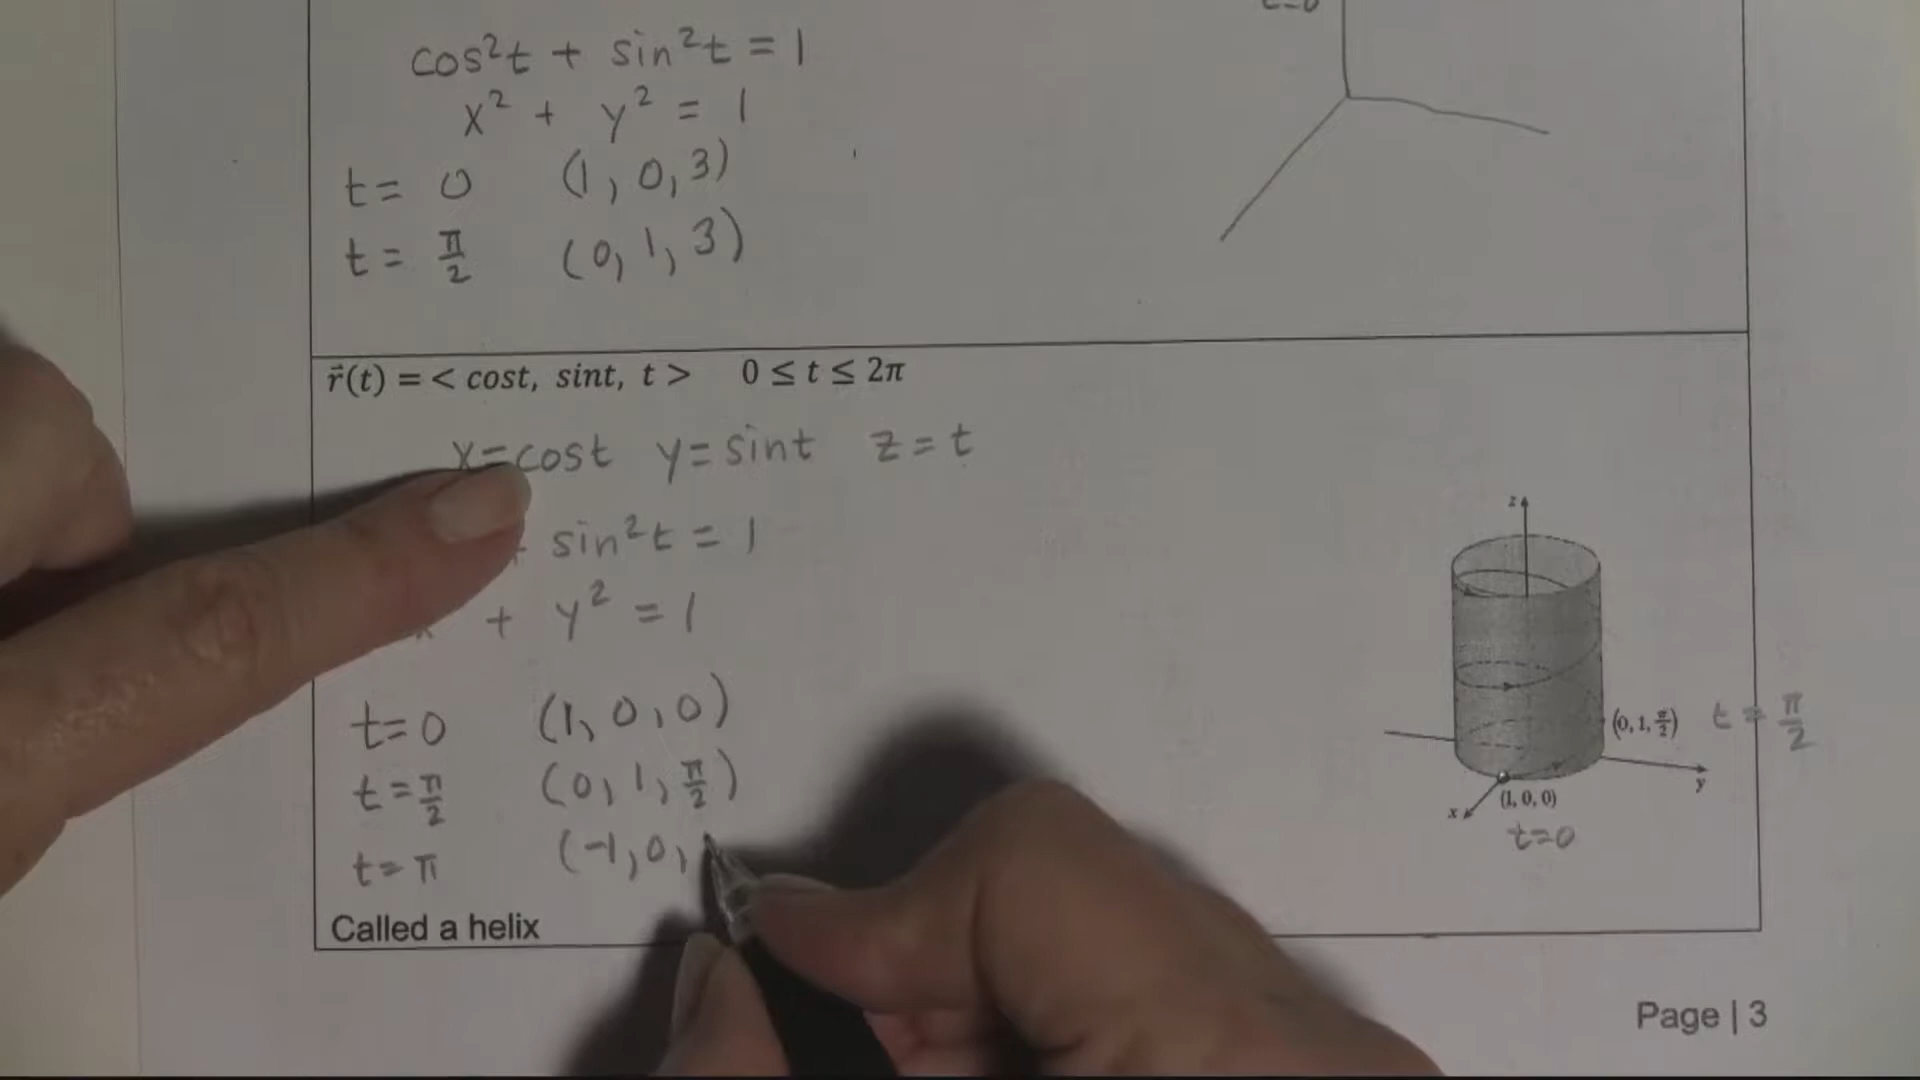 t=0
cos²t + sin²t = 1
x² + y² = 1
t= 0 (1, 0, 3)
t= π/2 (0, 1, 3)
r⃗(t) = < cost, sint, t > 0 ≤ t ≤ 2π
x=cost y=sint z=t
+ sin²t = 1
x + y² = 1
t=0 (1, 0, 0)
t=π/2 (0, 1, π/2)
t=π (-1, 0,
Called a helix
z
(0, 1, π/2) t = π/2
y
x
(1, 0, 0)
t=0
Page | 3